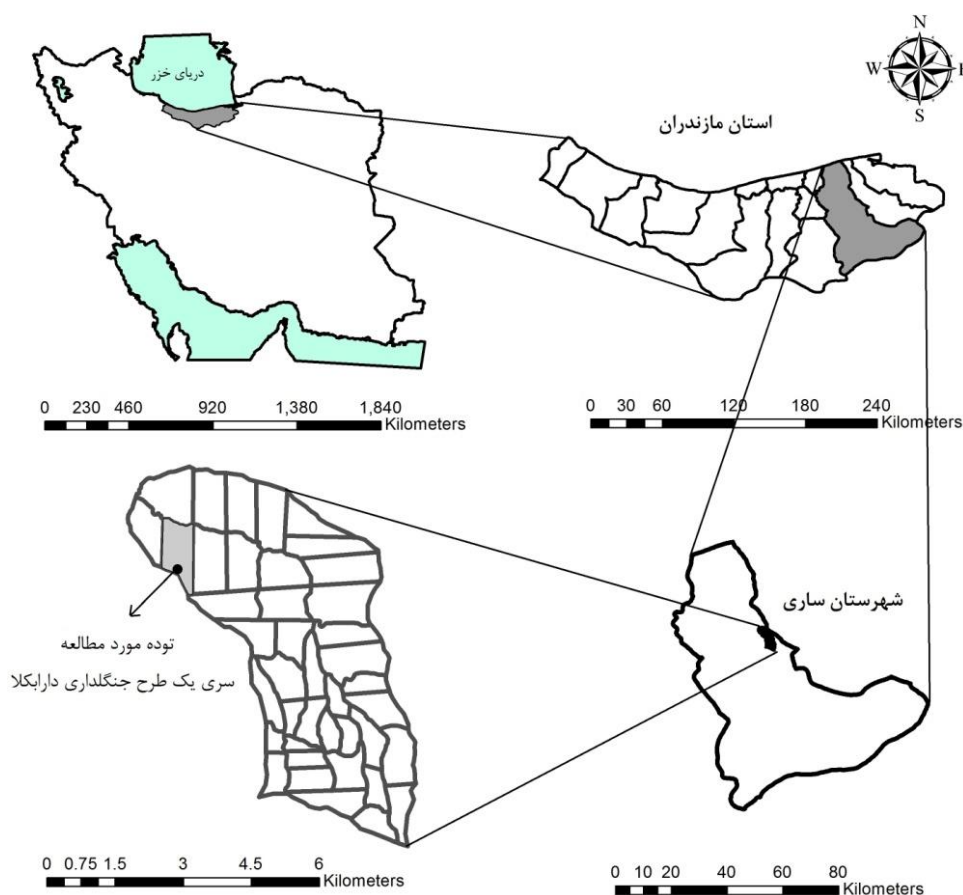 دریای خزر
N
W
E
S
استان مازندران
0 230 460 920 1,380 1,840
Kilometers
0 30 60 120 180 240
Kilometers
شهرستان ساری
توده مورد مطالعه
سری یک طرح جنگلداری دارابکلا
0 0.75 1.5 3 4.5 6
Kilometers
0 10 20 40 60 80
Kilometers